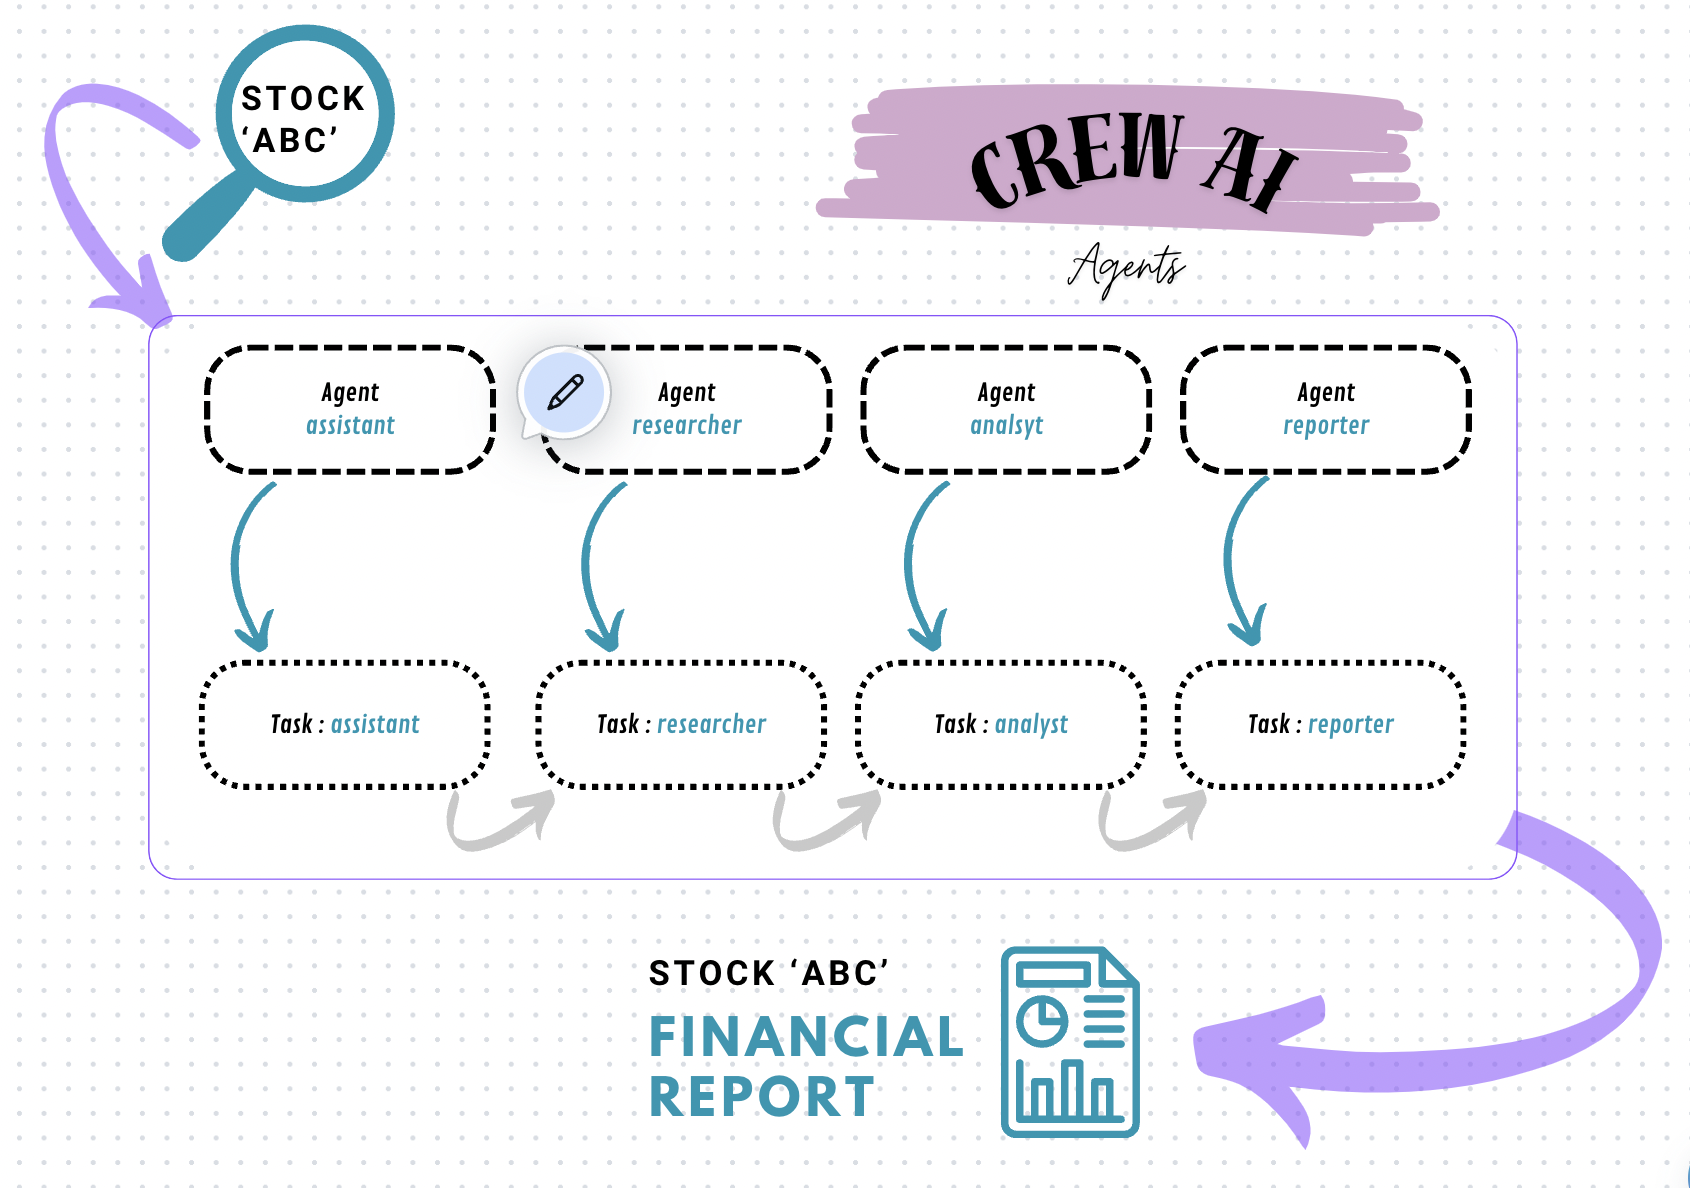 STOCK
‘ABC’
CREW AI
Agents
Agent
assistant
Agent
researcher
Agent
analsyt
Agent
reporter
Task : assistant
Task : researcher
Task : analyst
Task : reporter
STOCK ‘ABC’
FINANCIAL
REPORT